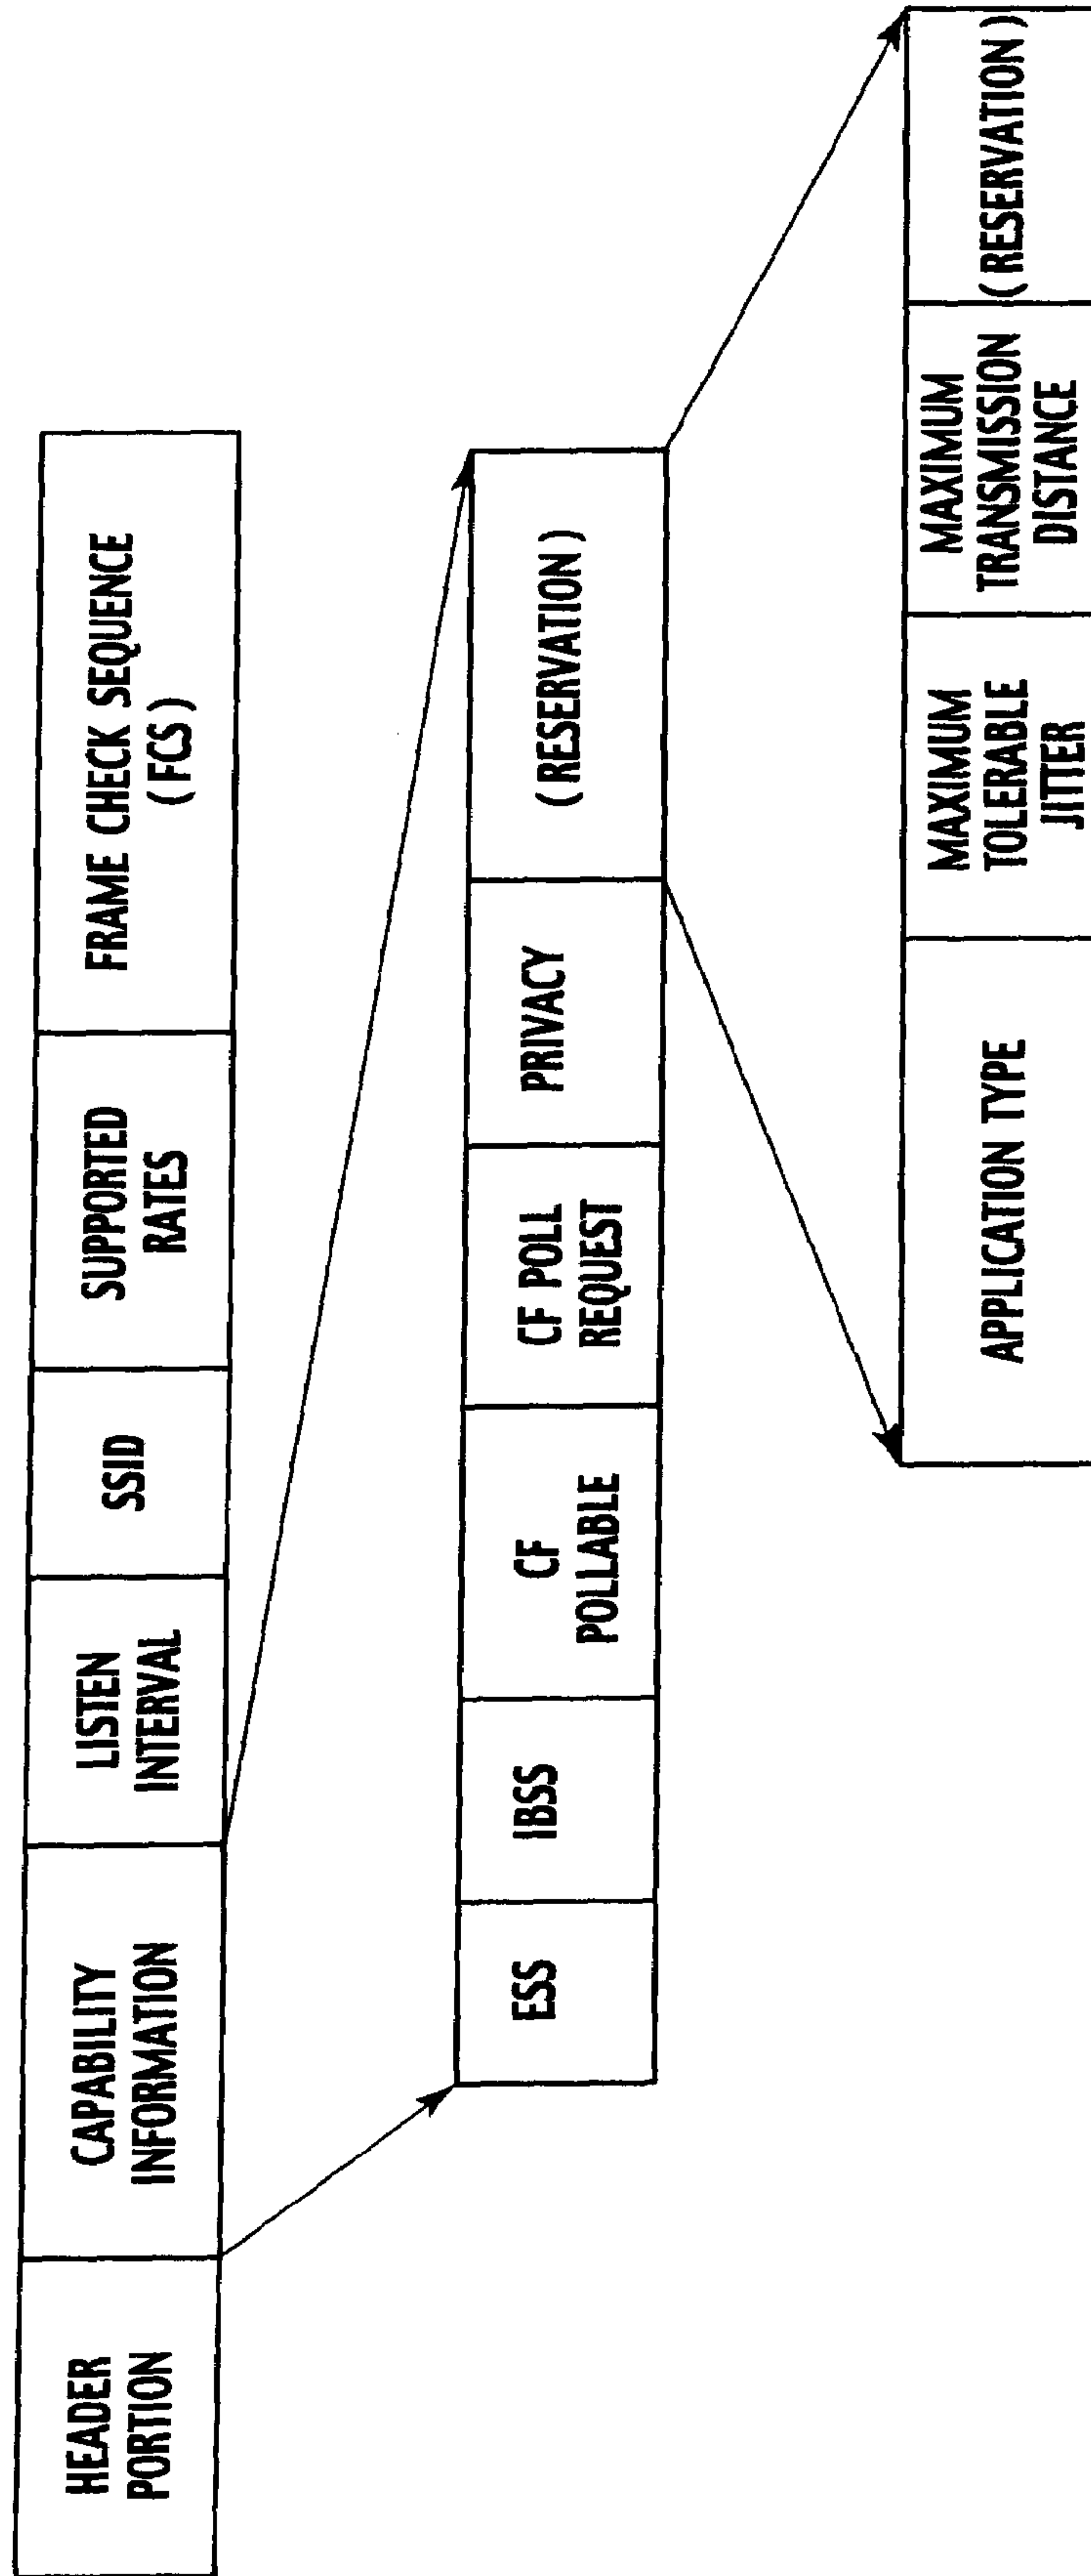 HEADER
PORTION
CAPABILITY
INFORMATION
LISTEN
INTERVAL
SSID
SUPPORTED
RATES
FRAME CHECK SEQUENCE
( FCS )
ESS
IBSS
CF
POLLABLE
CF POLL
REQUEST
PRIVACY
( RESERVATION )
APPLICATION TYPE
MAXIMUM
TOLERABLE
JITTER
MAXIMUM
TRANSMISSION
DISTANCE
( RESERVATION )